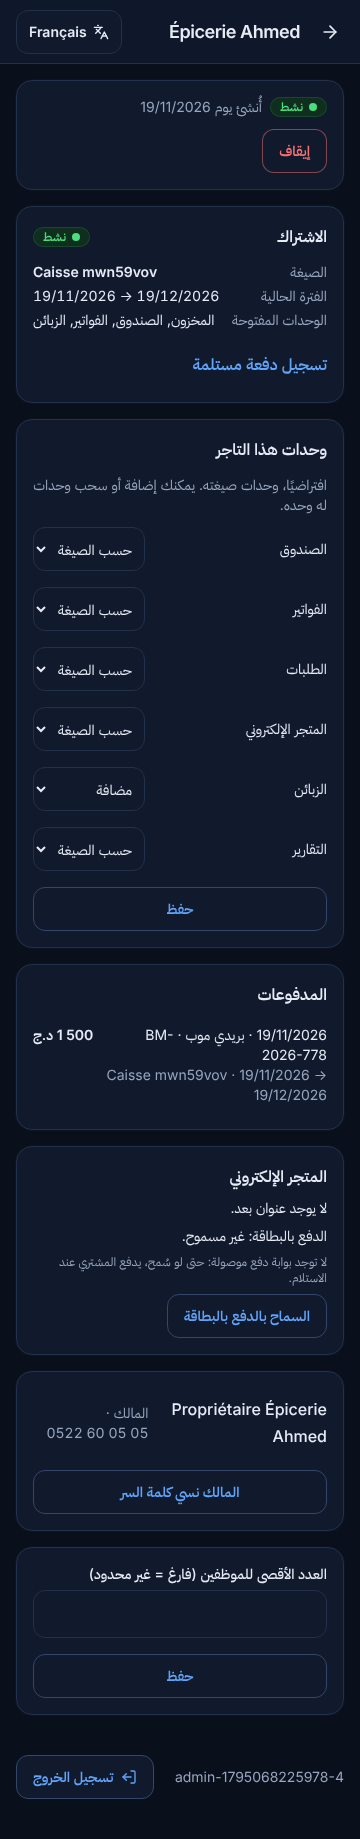 Épicerie Ahmed
Français
نشط
أُنشئ يوم 19/11/2026
إيقاف
الاشتراك
نشط
الصيغة
Caisse mwn59vov
الفترة الحالية
19/11/2026 → 19/12/2026
الوحدات المفتوحة
المخزون, الصندوق, الفواتير, الزبائن
تسجيل دفعة مستلمة
وحدات هذا التاجر
افتراضيًا، وحدات صيغته. يمكنك إضافة أو سحب وحدات
له وحده.
الصندوق
حسب الصيغة
الفواتير
حسب الصيغة
الطلبات
حسب الصيغة
المتجر الإلكتروني
حسب الصيغة
الزبائن
مضافة
التقارير
حسب الصيغة
حفظ
المدفوعات
19/11/2026 · بريدي موب · BM-
2026-778
1 500 د.ج
Caisse mwn59vov · 19/11/2026 →
19/12/2026
المتجر الإلكتروني
لا يوجد عنوان بعد.
الدفع بالبطاقة: غير مسموح.
لا توجد بوابة دفع موصولة: حتى لو سُمح، يدفع المشتري عند
الاستلام.
السماح بالدفع بالبطاقة
Propriétaire Épicerie
Ahmed
المالك ·
0522 60 05 05
المالك نسي كلمة السر
العدد الأقصى للموظفين (فارغ = غير محدود)
حفظ
admin-1795068225978-4
تسجيل الخروج